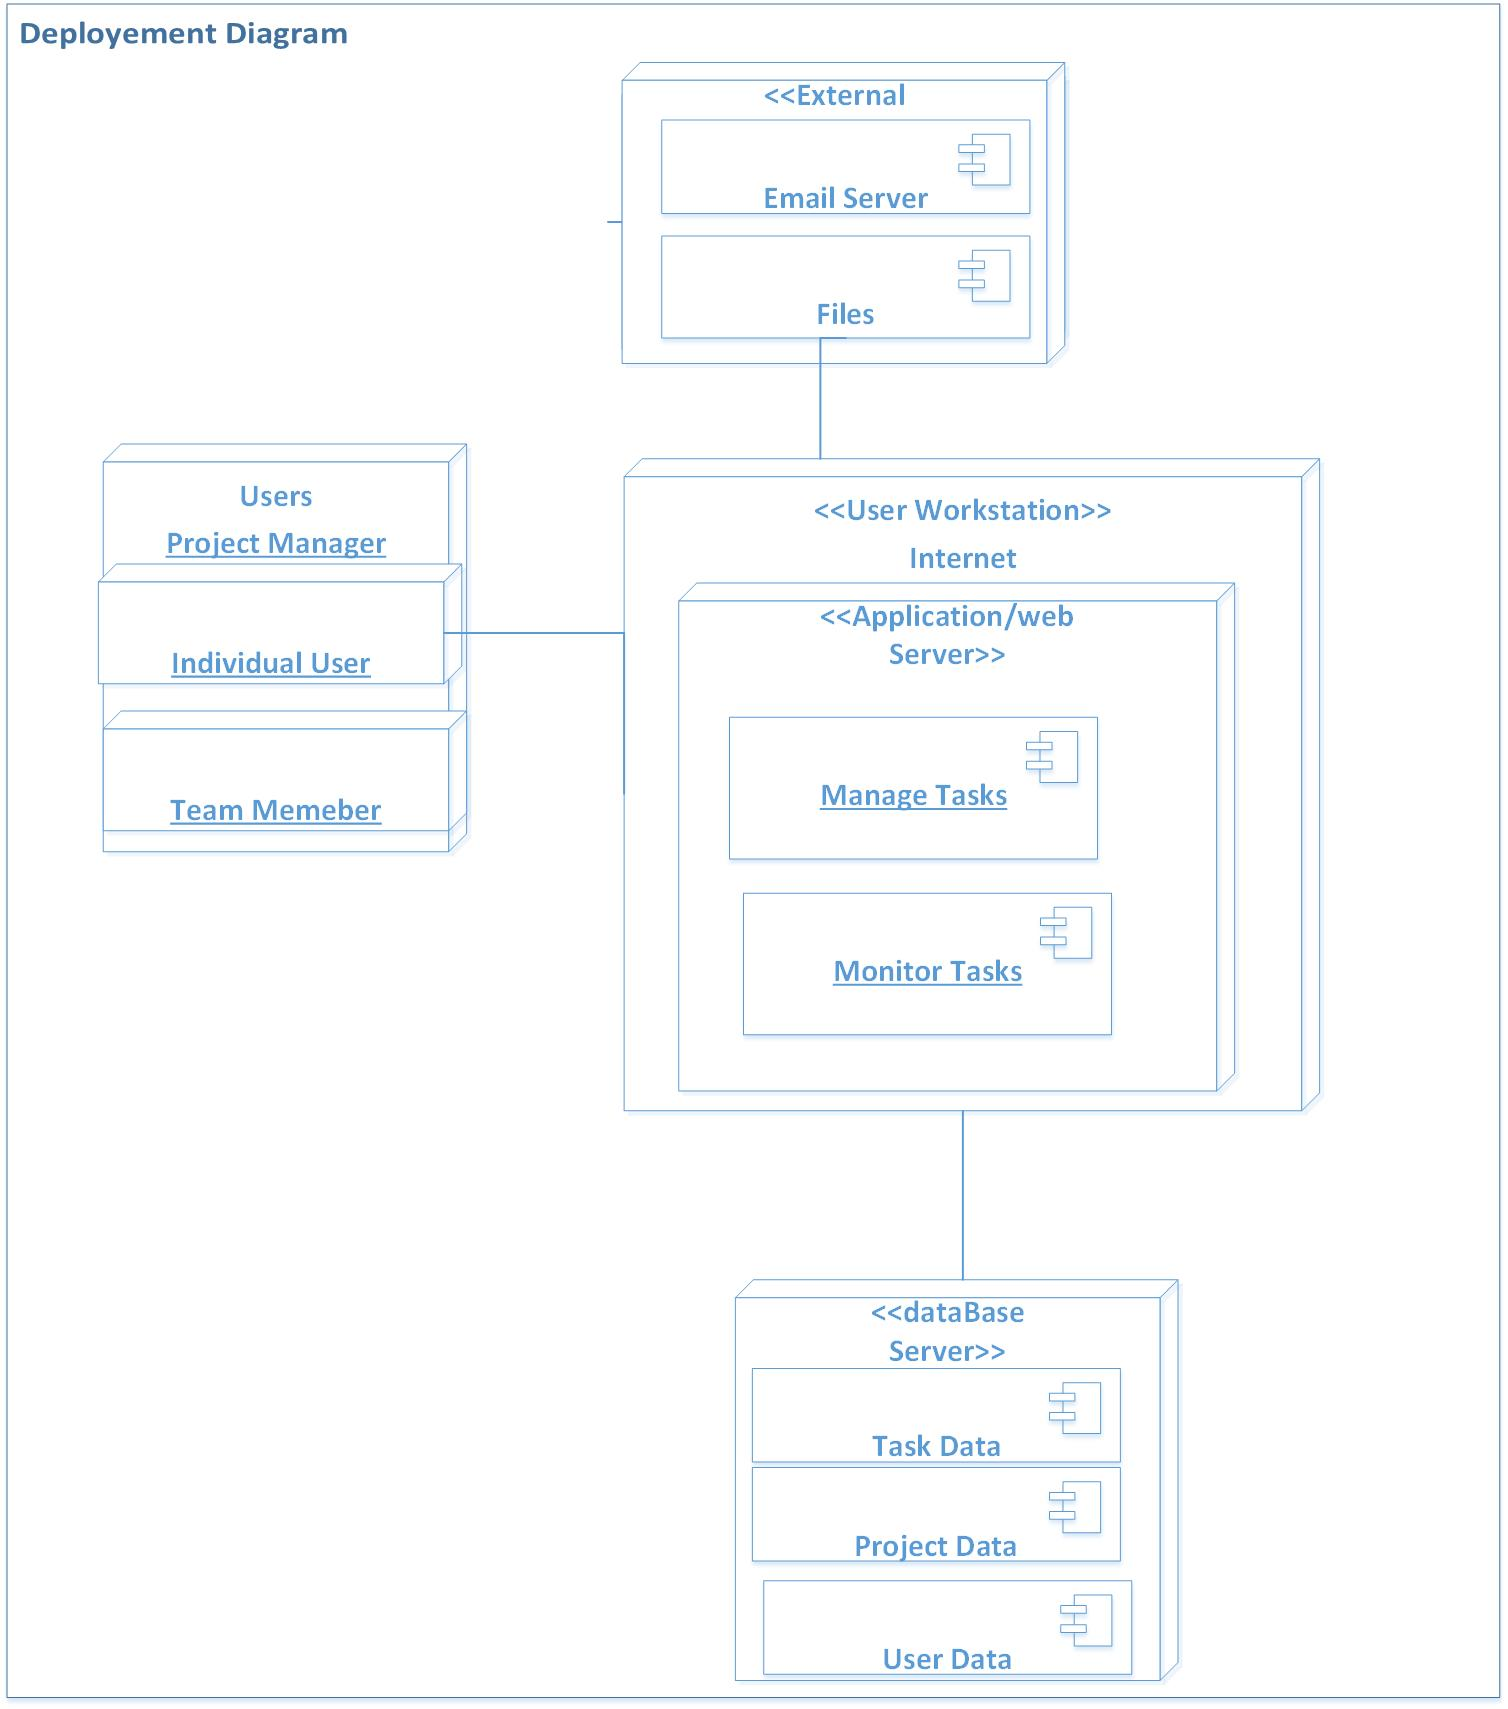 Deployement Diagram
<<External
Email Server
Files
Users
Project Manager
Individual User
Team Memeber
<<User Workstation>>
Internet
<<Application/web
Server>>
Manage Tasks
Monitor Tasks
<<dataBase
Server>>
Task Data
Project Data
User Data